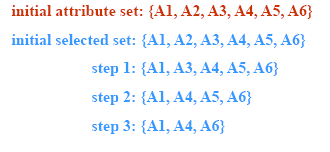 initial attribute set: {A1, A2, A3, A4, A5, A6}
initial selected set: {A1, A2, A3, A4, A5, A6}
step 1: {A1, A3, A4, A5, A6}
step 2: {A1, A4, A5, A6}
step 3: {A1, A4, A6}